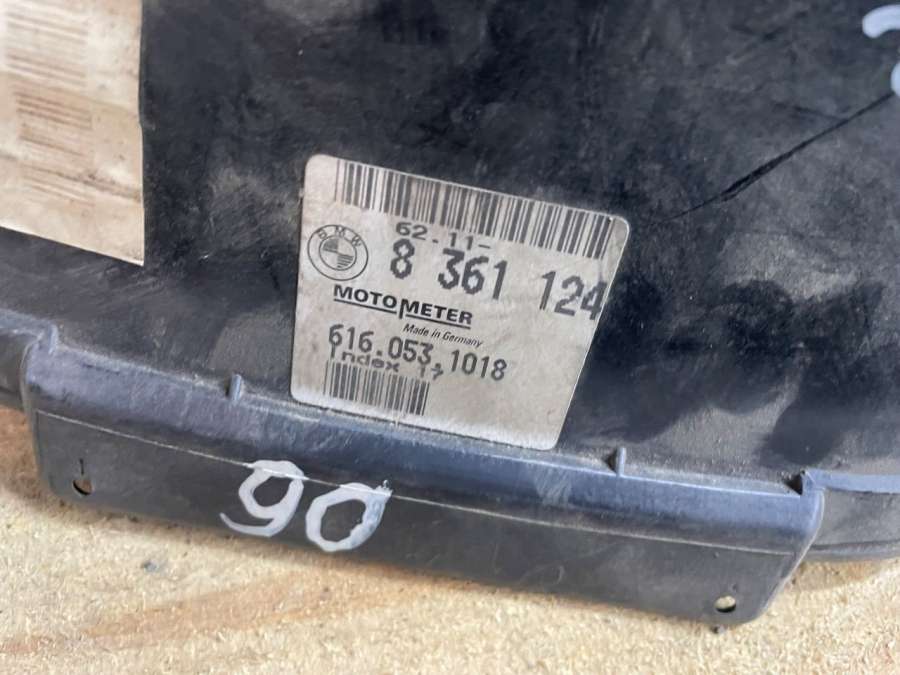 62.11-
BMW
8 361 124
MOTOMETER
Made in Germany
616.053.1018
Index 17
90